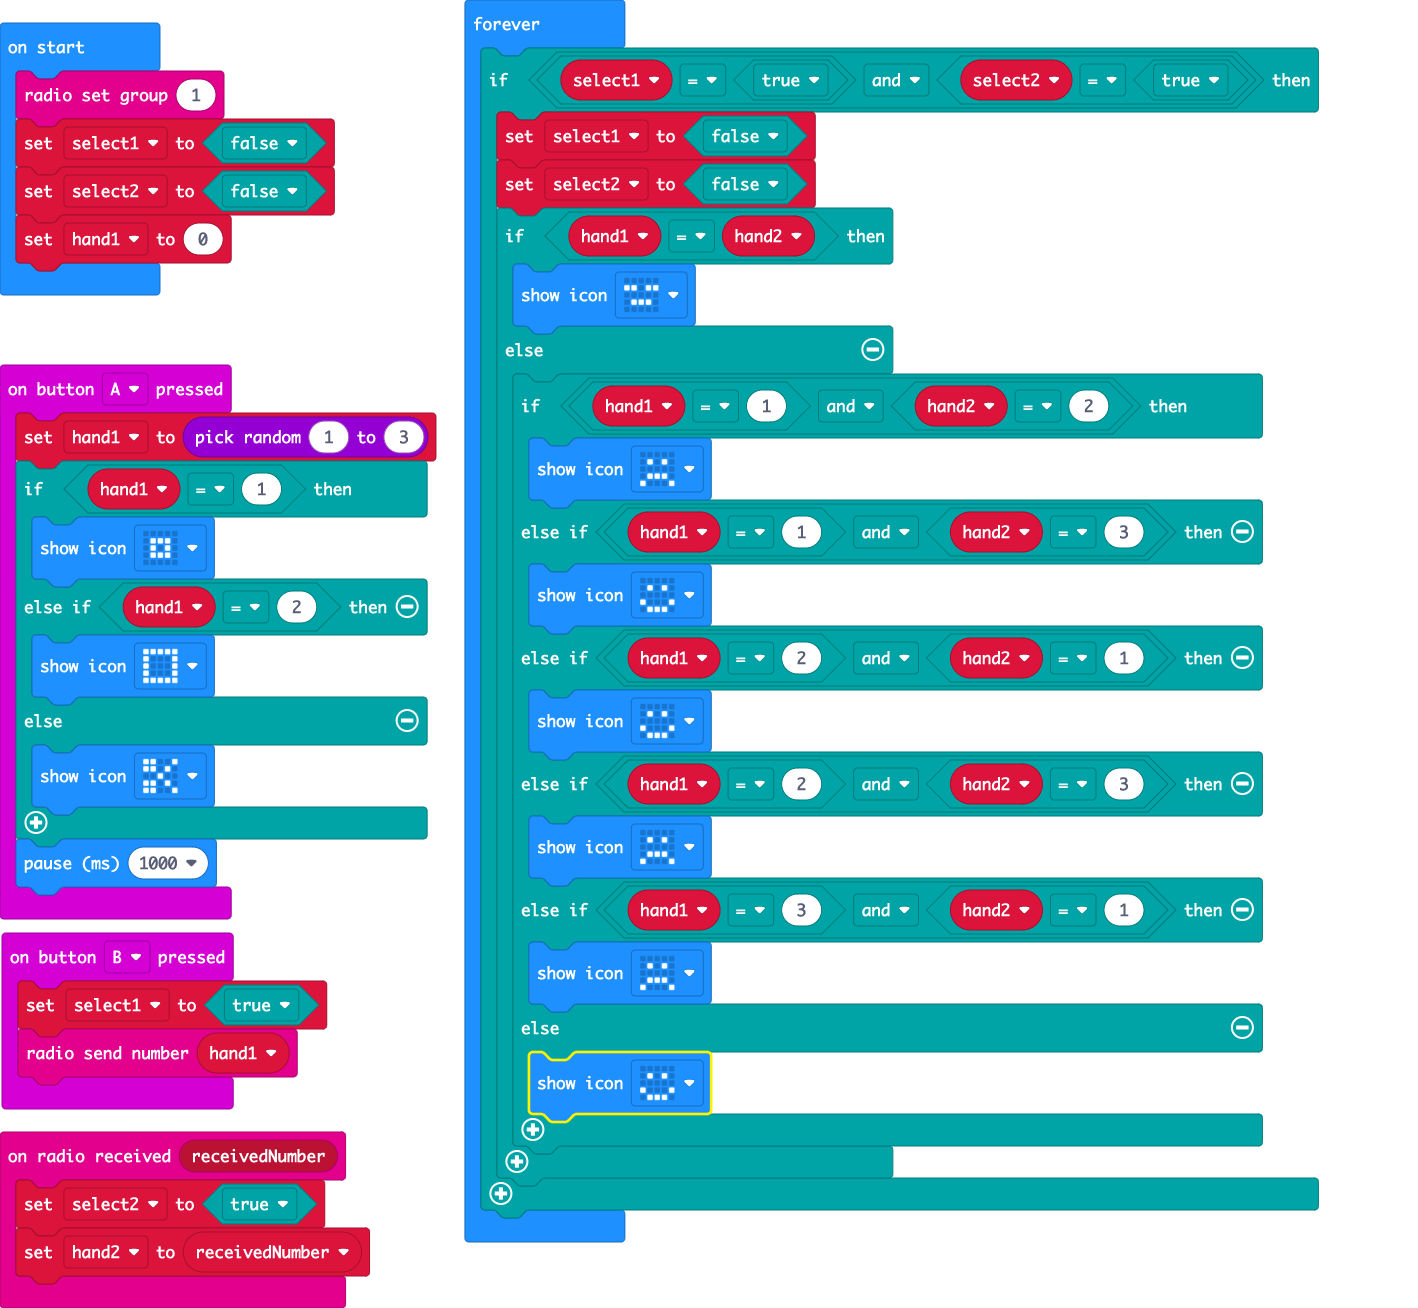 on start
radio set group 1
set select1 to false
set select2 to false
set hand1 to 0
on button A pressed
set hand1 to pick random 1 to 3
if hand1 = 1 then
show icon
else if hand1 = 2 then
show icon
else
show icon
pause (ms) 1000
on button B pressed
set select1 to true
radio send number hand1
on radio received receivedNumber
set select2 to true
set hand2 to receivedNumber
forever
if select1 = true and select2 = true then
set select1 to false
set select2 to false
if hand1 = hand2 then
show icon
else
if hand1 = 1 and hand2 = 2 then
show icon
else if hand1 = 1 and hand2 = 3 then
show icon
else if hand1 = 2 and hand2 = 1 then
show icon
else if hand1 = 2 and hand2 = 3 then
show icon
else if hand1 = 3 and hand2 = 1 then
show icon
else
show icon